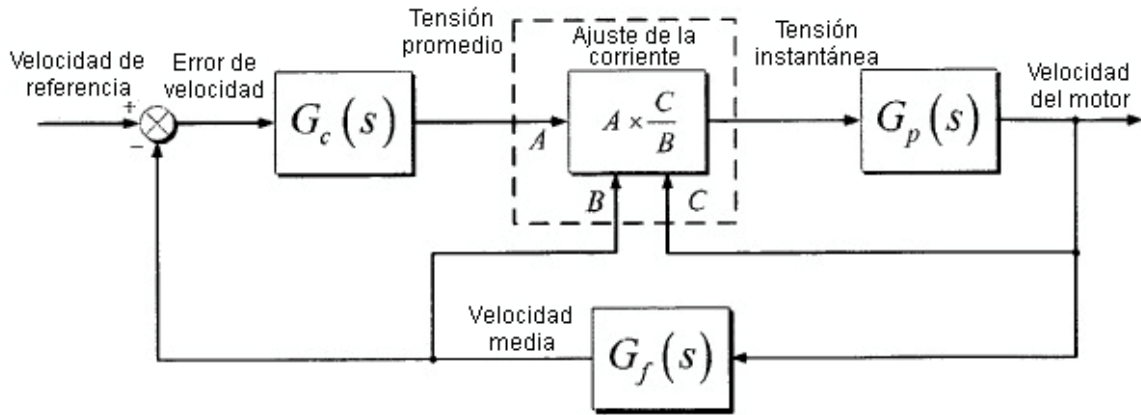 Tensión
promedio
Ajuste de la
corriente
Tensión
instantánea
Velocidad de
referencia
Error de
velocidad
Velocidad
del motor
+
−
G_c(s)
A
A × C/B
G_p(s)
B
C
Velocidad
media
G_f(s)